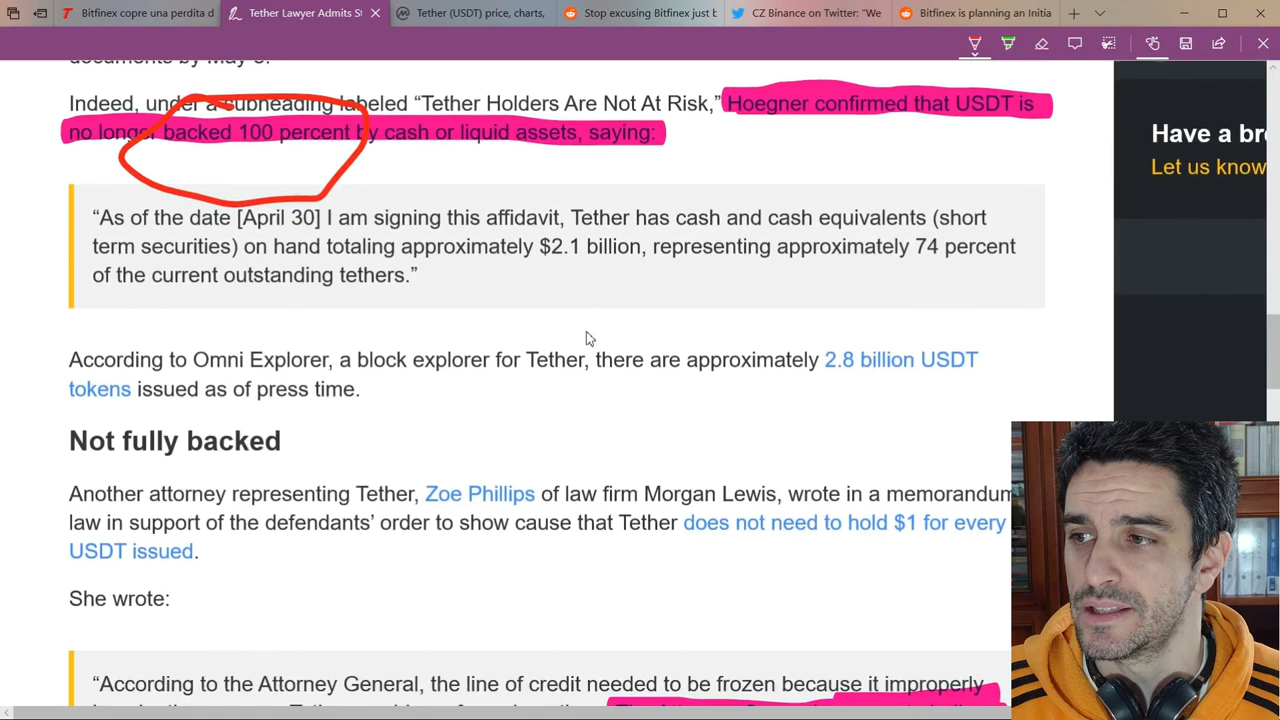 Bitfinex copre una perdita d
Tether Lawyer Admits St
Tether (USDT) price, charts,
Stop excusing Bitfinex just b
CZ Binance on Twitter: "We
Bitfinex is planning an Initia
documents by May 3.
Indeed, under a subheading labeled “Tether Holders Are Not At Risk,” Hoegner confirmed that USDT is
no longer backed 100 percent by cash or liquid assets, saying:
“As of the date [April 30] I am signing this affidavit, Tether has cash and cash equivalents (short
term securities) on hand totaling approximately $2.1 billion, representing approximately 74 percent
of the current outstanding tethers.”
According to Omni Explorer, a block explorer for Tether, there are approximately 2.8 billion USDT
tokens issued as of press time.
Not fully backed
Another attorney representing Tether, Zoe Phillips of law firm Morgan Lewis, wrote in a memorandum
law in support of the defendants’ order to show cause that Tether does not need to hold $1 for every
USDT issued.
She wrote:
“According to the Attorney General, the line of credit needed to be frozen because it improperly
Have a bre
Let us know